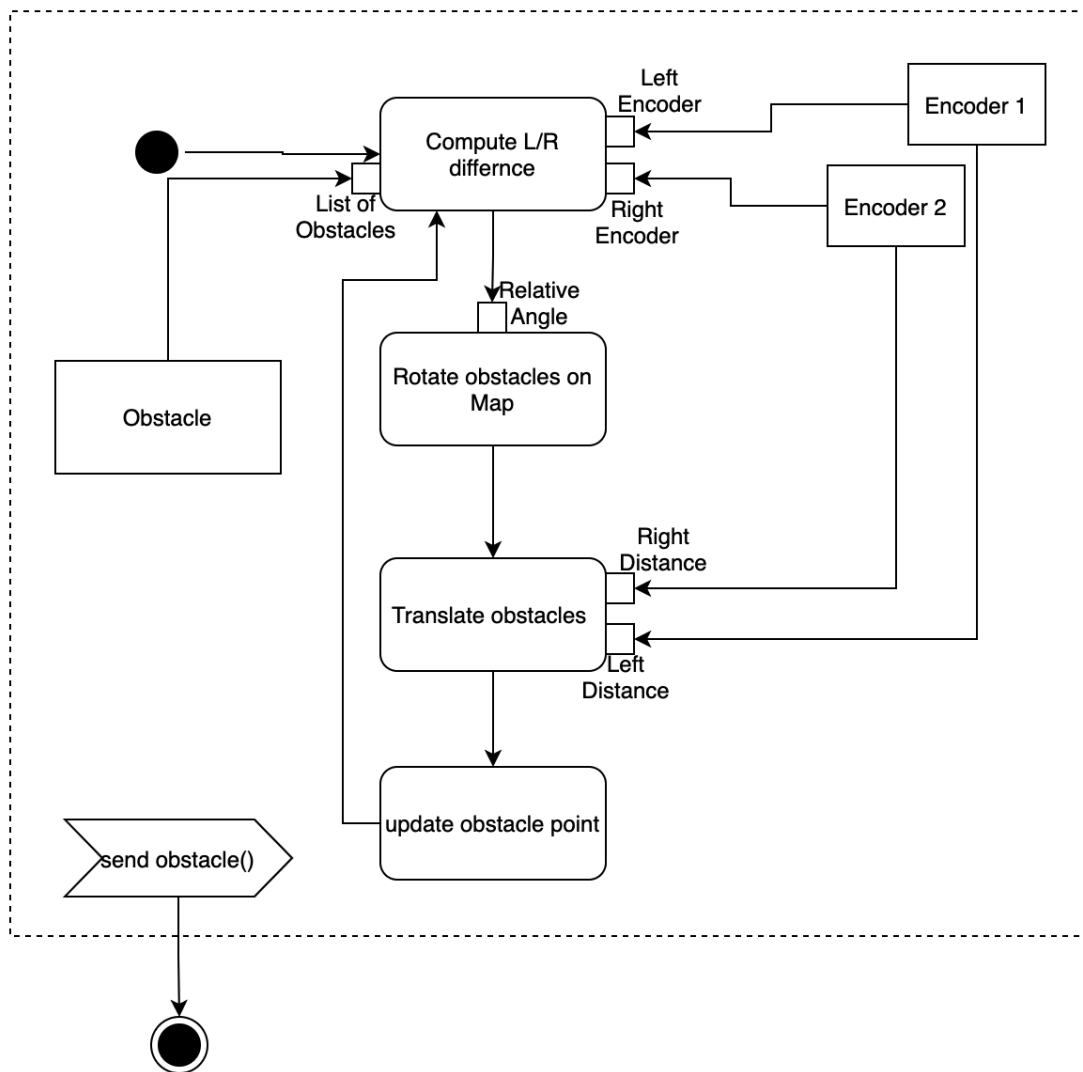 Left
Encoder
Encoder 1
Compute L/R
differnce
List of
Obstacles
Right
Encoder
Encoder 2
Relative
Angle
Rotate obstacles on
Map
Obstacle
Right
Distance
Translate obstacles
Left
Distance
update obstacle point
send obstacle()